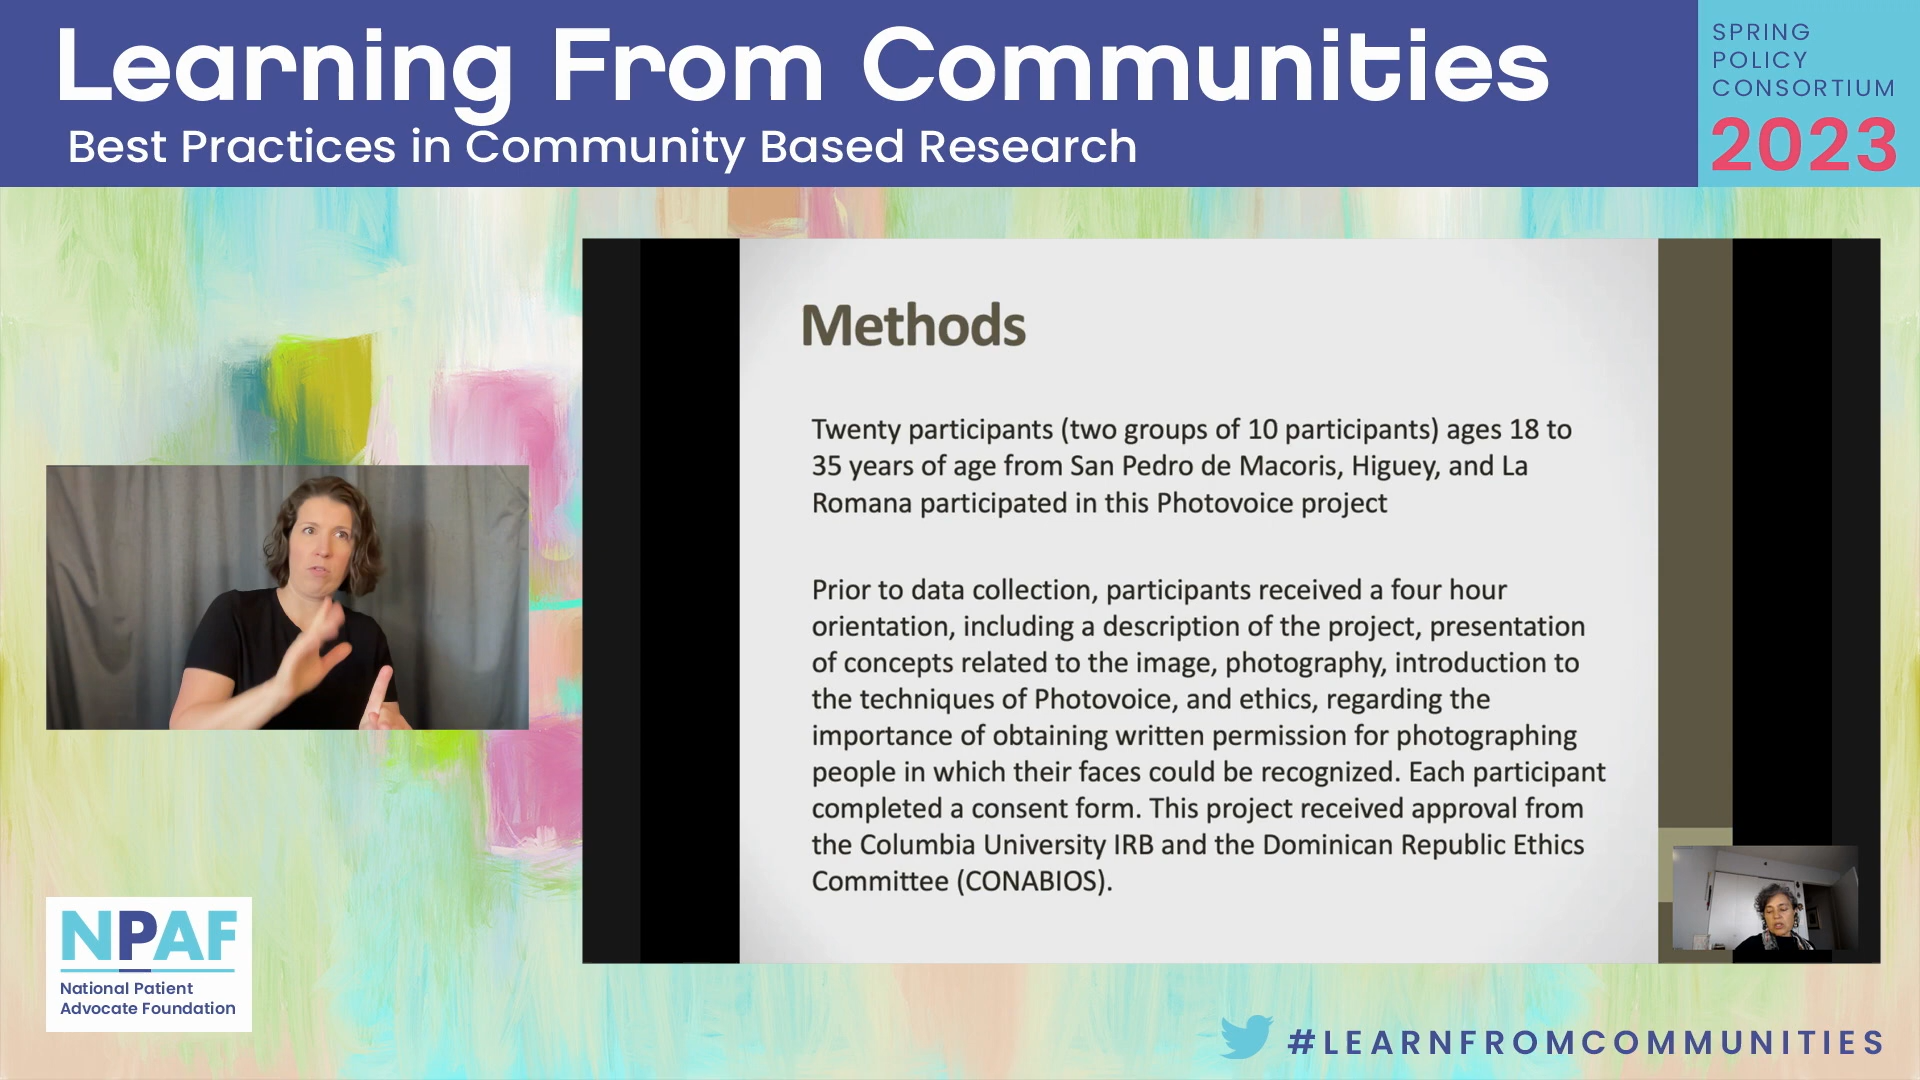 Learning From Communities
Best Practices in Community Based Research
SPRING
POLICY
CONSORTIUM
2023
Methods
Twenty participants (two groups of 10 participants) ages 18 to
35 years of age from San Pedro de Macoris, Higuey, and La
Romana participated in this Photovoice project
Prior to data collection, participants received a four hour
orientation, including a description of the project, presentation
of concepts related to the image, photography, introduction to
the techniques of Photovoice, and ethics, regarding the
importance of obtaining written permission for photographing
people in which their faces could be recognized. Each participant
completed a consent form. This project received approval from
the Columbia University IRB and the Dominican Republic Ethics
Committee (CONABIOS).
NPAF
National Patient
Advocate Foundation
#LEARNFROMCOMMUNITIES